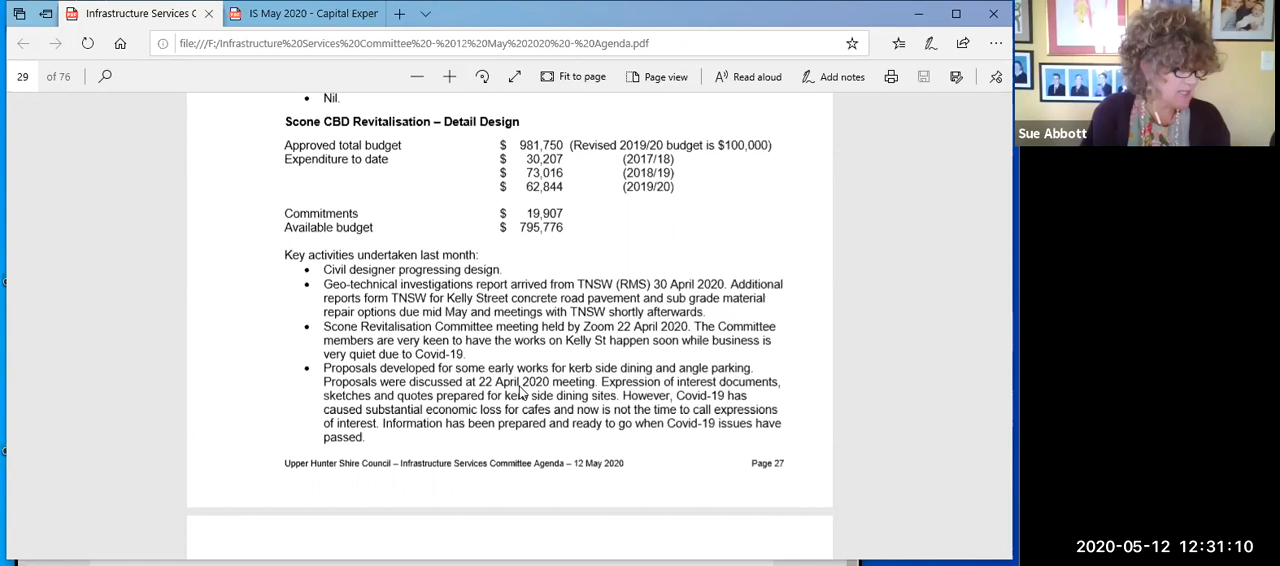 Infrastructure Services C
IS May 2020 - Capital Exper
file:///F:/Infrastructure%20Services%20Committee%20-%2012%20May%202020%20-%20Agenda.pdf
29 of 76
Fit to page
Page view
Read aloud
Add notes
Sue Abbott
• Nil.
Scone CBD Revitalisation – Detail Design
Approved total budget $ 981,750 (Revised 2019/20 budget is $100,000)
Expenditure to date $ 30,207 (2017/18)
$ 73,016 (2018/19)
$ 62,844 (2019/20)
Commitments $ 19,907
Available budget $ 795,776
Key activities undertaken last month:
• Civil designer progressing design.
• Geo-technical investigations report arrived from TNSW (RMS) 30 April 2020. Additional
reports form TNSW for Kelly Street concrete road pavement and sub grade material
repair options due mid May and meetings with TNSW shortly afterwards.
• Scone Revitalisation Committee meeting held by Zoom 22 April 2020. The Committee
members are very keen to have the works on Kelly St happen soon while business is
very quiet due to Covid-19.
• Proposals developed for some early works for kerb side dining and angle parking.
Proposals were discussed at 22 April 2020 meeting. Expression of interest documents,
sketches and quotes prepared for kerb side dining sites. However, Covid-19 has
caused substantial economic loss for cafes and now is not the time to call expressions
of interest. Information has been prepared and ready to go when Covid-19 issues have
passed.
Upper Hunter Shire Council – Infrastructure Services Committee Agenda – 12 May 2020 Page 27
2020-05-12 12:31:10